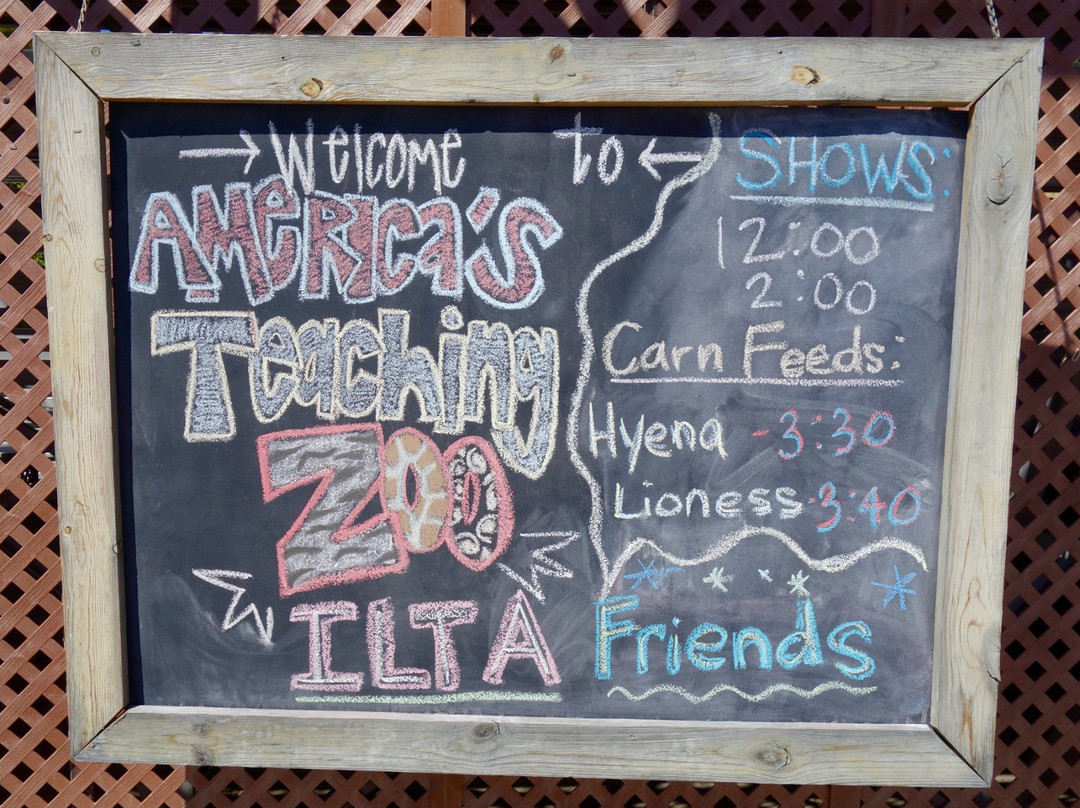 → Welcome to ←
America's
Teaching
Zoo
ILTA
Friends
SHOWS:
12:00
2:00
Carn Feeds:
Hyena - 3:30
Lioness - 3:40